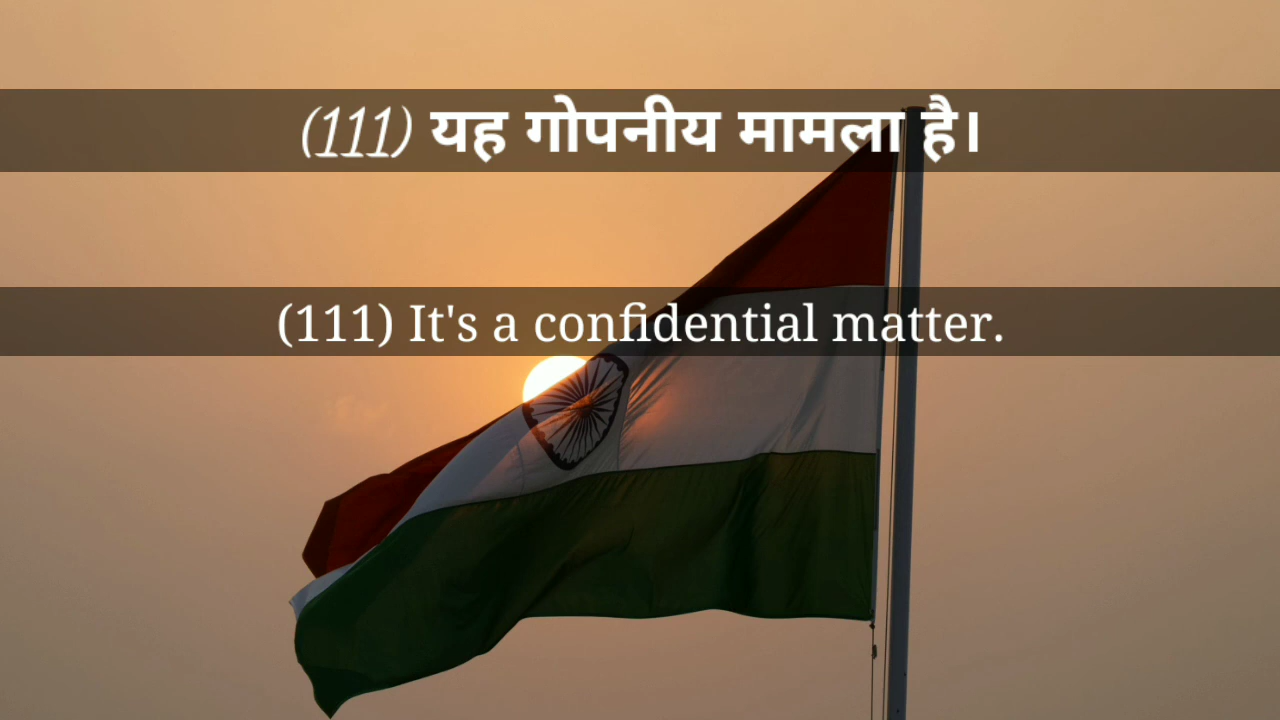 (111) यह गोपनीय मामला है।
(111) It's a confidential matter.